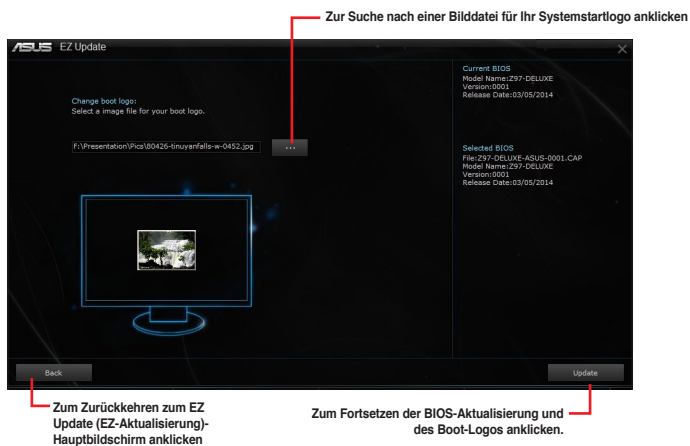 Zur Suche nach einer Bilddatei für Ihr Systemstartlogo anklicken
ASUS EZ Update
Change boot logo:
Select a image file for your boot logo.
F:\Presentation\Pics\80426-tinuyanfalls-w-0452.jpg
...
Current BIOS
Model Name:Z97-DELUXE
Version:0001
Release Date:03/05/2014
Selected BIOS
File:Z97-DELUXE-ASUS-0001.CAP
Model Name:Z97-DELUXE
Version:0001
Release Date:03/05/2014
Back
Update
Zum Zurückkehren zum EZ
Update (EZ-Aktualisierung)-
Hauptbildschirm anklicken
Zum Fortsetzen der BIOS-Aktualisierung und
des Boot-Logos anklicken.